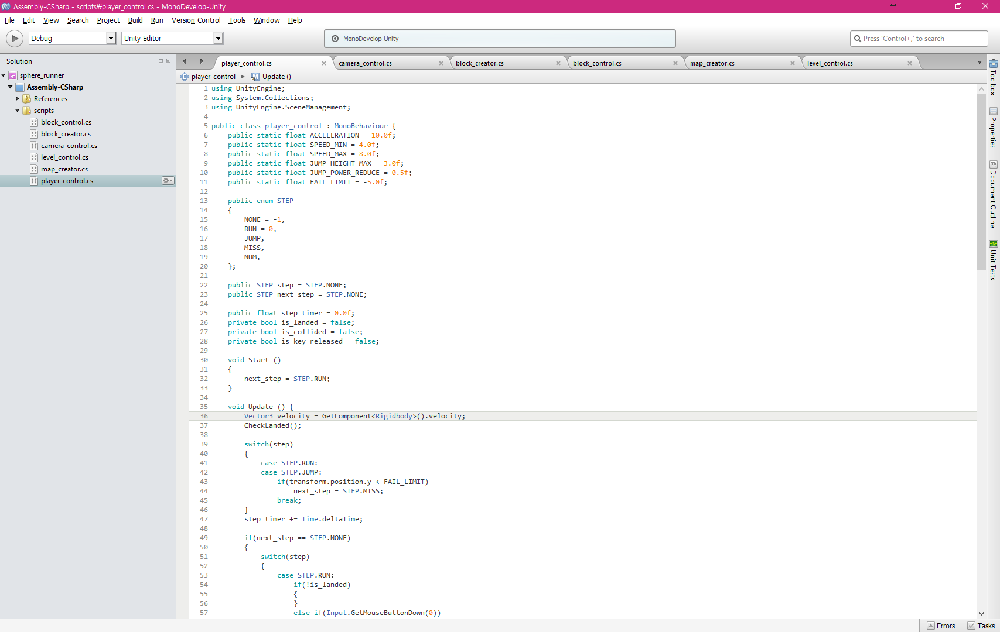 Assembly-CSharp - scripts₩player_control.cs - MonoDevelop-Unity
File Edit View Search Project Build Run Version Control Tools Window Help
Debug Unity Editor MonoDevelop-Unity Press 'Control+,' to search
Solution
sphere_runner
Assembly-CSharp
References
scripts
block_control.cs
block_creator.cs
camera_control.cs
level_control.cs
map_creator.cs
player_control.cs
player_control.cs camera_control.cs block_creator.cs block_control.cs map_creator.cs level_control.cs
player_control Update ()
1 using UnityEngine;
2 using System.Collections;
3 using UnityEngine.SceneManagement;
4
5 public class player_control : MonoBehaviour {
6 public static float ACCELERATION = 10.0f;
7 public static float SPEED_MIN = 4.0f;
8 public static float SPEED_MAX = 8.0f;
9 public static float JUMP_HEIGHT_MAX = 3.0f;
10 public static float JUMP_POWER_REDUCE = 0.5f;
11 public static float FAIL_LIMIT = -5.0f;
12
13 public enum STEP
14 {
15 NONE = -1,
16 RUN = 0,
17 JUMP,
18 MISS,
19 NUM,
20 };
21
22 public STEP step = STEP.NONE;
23 public STEP next_step = STEP.NONE;
24
25 public float step_timer = 0.0f;
26 private bool is_landed = false;
27 private bool is_collided = false;
28 private bool is_key_released = false;
29
30 void Start ()
31 {
32 next_step = STEP.RUN;
33 }
34
35 void Update () {
36 Vector3 velocity = GetComponent<Rigidbody>().velocity;
37 CheckLanded();
38
39 switch(step)
40 {
41 case STEP.RUN:
42 case STEP.JUMP:
43 if(transform.position.y < FAIL_LIMIT)
44 next_step = STEP.MISS;
45 break;
46 }
47 step_timer += Time.deltaTime;
48
49 if(next_step == STEP.NONE)
50 {
51 switch(step)
52 {
53 case STEP.RUN:
54 if(!is_landed)
55 {
56 }
57 else if(Input.GetMouseButtonDown(0))
Toolbox
Properties
Document Outline
Unit Tests
Errors Tasks